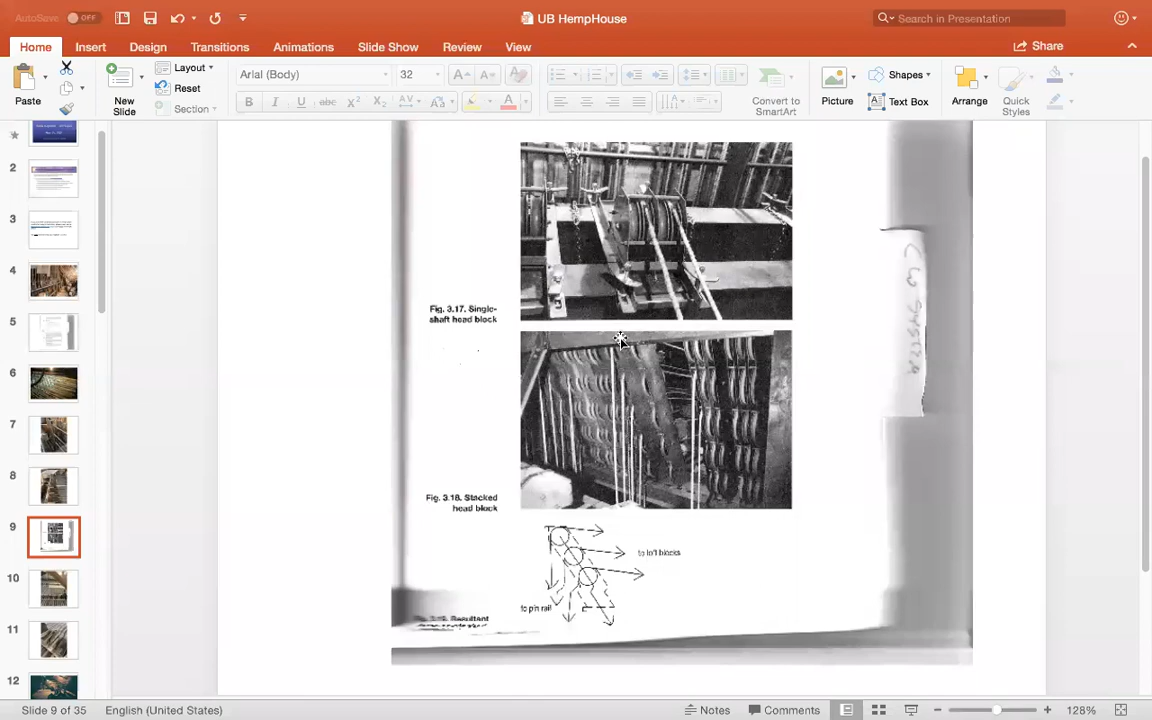 AutoSave OFF
UB HempHouse
Search in Presentation
Home Insert Design Transitions Animations Slide Show Review View
Share
Paste
New Slide
Layout
Reset
Section
Arial (Body) 32
Convert to SmartArt
Picture
Shapes
Text Box
Arrange
Quick Styles
2
3
4
5
6
7
8
9
10
11
12
Fig. 3.17. Single-
shaft head block
Fig. 3.18. Stacked
head block
to loft blocks
to pin rail
Resultant
Slide 9 of 35 English (United States) Notes Comments 128%